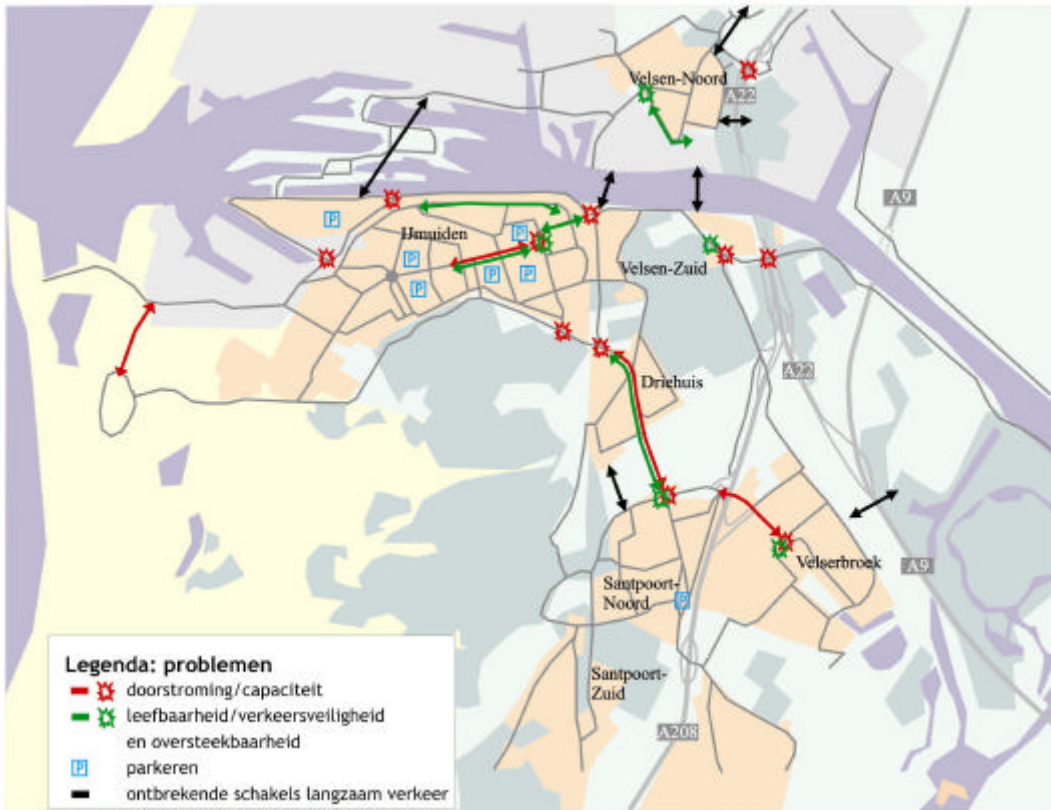 Velsen-Noord
A22
A9
P
IJmuiden
P
P
Velsen-Zuid
P
P
P
A22
Driehuis
Velserbroek
A9
Santpoort-
Noord
P
Santpoort-
Zuid
A208
Legenda: problemen
doorstroming/capaciteit
leefbaarheid/verkeersveiligheid
en oversteekbaarheid
P parkeren
ontbrekende schakels langzaam verkeer